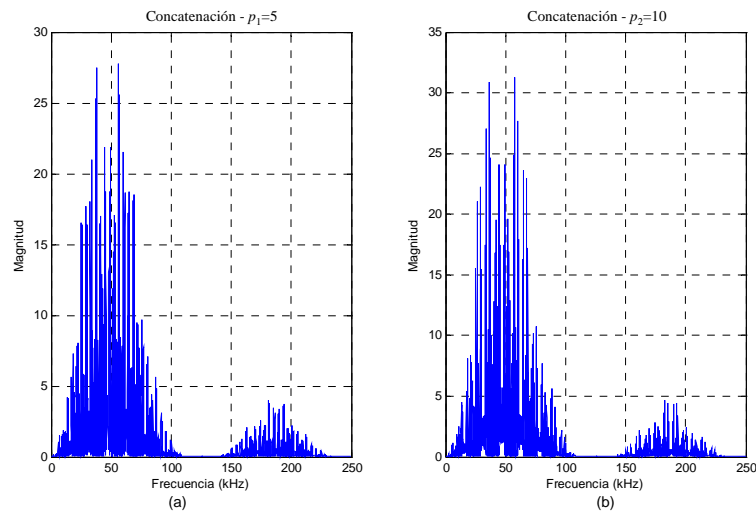 Concatenación - p₁=5
30
25
20
15
10
5
0
Magnitud
0 50 100 150 200 250
Frecuencia (kHz)
(a)
Concatenación - p₂=10
35
30
25
20
15
10
5
0
Magnitud
0 50 100 150 200 250
Frecuencia (kHz)
(b)